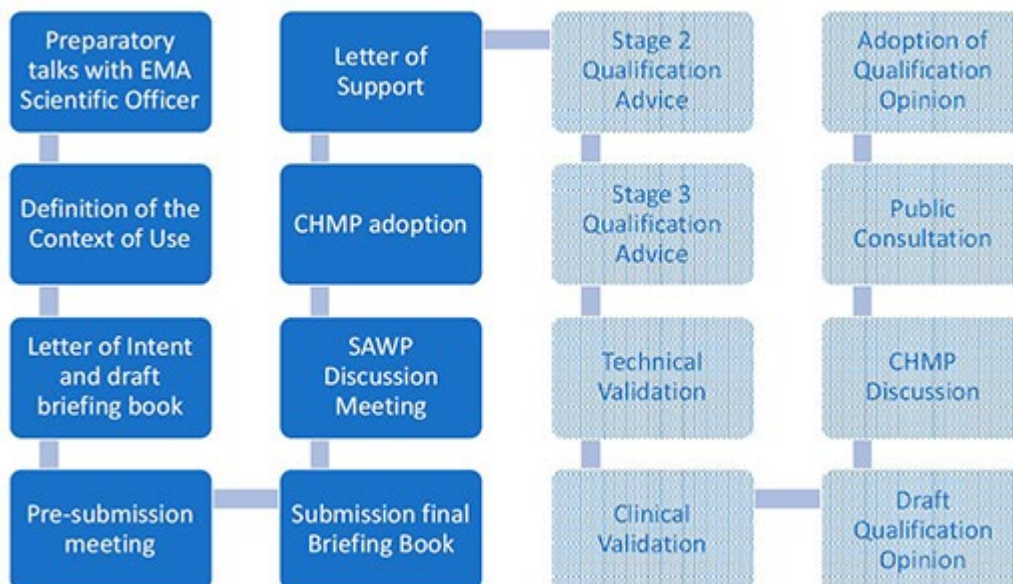 Preparatory
talks with EMA
Scientific Officer
Definition of the
Context of Use
Letter of Intent
and draft
briefing book
Pre-submission
meeting
Submission final
Briefing Book
SAWP
Discussion
Meeting
CHMP adoption
Letter of
Support
Stage 2
Qualification
Advice
Stage 3
Qualification
Advice
Technical
Validation
Clinical
Validation
Draft
Qualification
Opinion
CHMP
Discussion
Public
Consultation
Adoption of
Qualification
Opinion